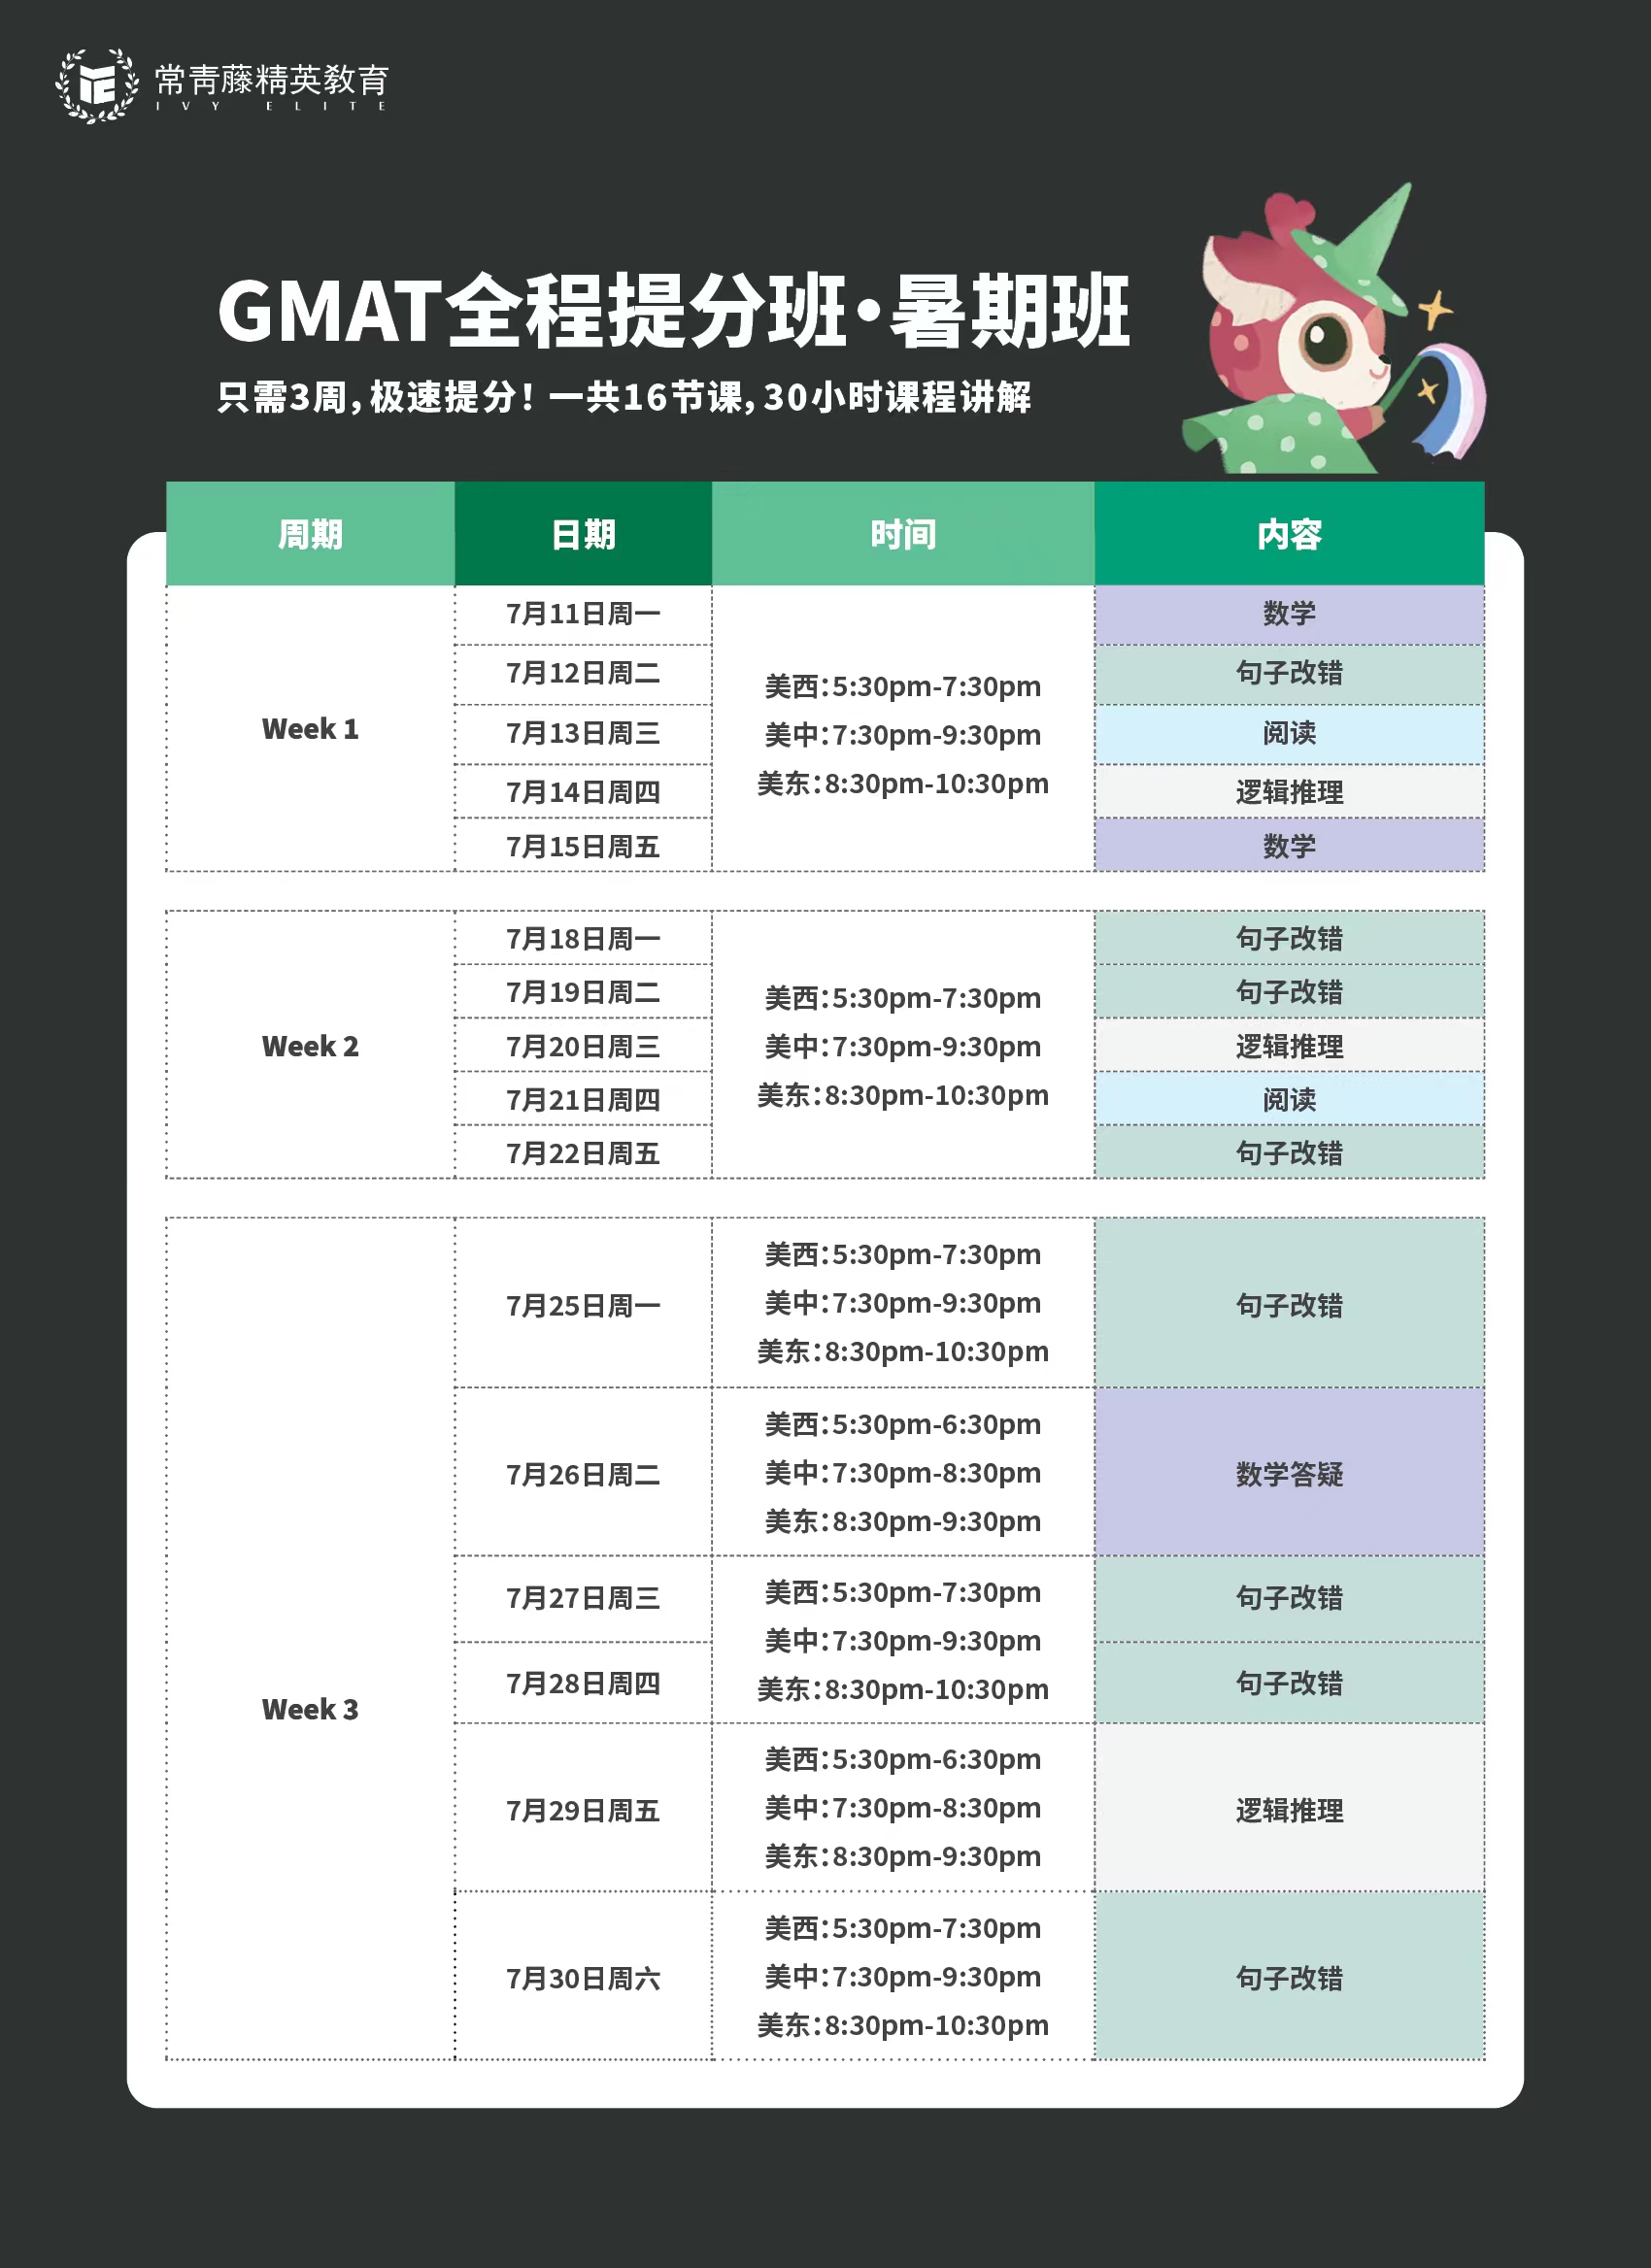 常青藤精英教育
IVY ELITE
GMAT全程提分班·暑期班
只需3周，极速提分！一共16节课，30小时课程讲解
周期 日期 时间 内容
Week 1
7月11日周一 数学
7月12日周二 句子改错
7月13日周三 阅读
7月14日周四 逻辑推理
7月15日周五 数学
美西：5:30pm-7:30pm
美中：7:30pm-9:30pm
美东：8:30pm-10:30pm
Week 2
7月18日周一 句子改错
7月19日周二 句子改错
7月20日周三 逻辑推理
7月21日周四 阅读
7月22日周五 句子改错
美西：5:30pm-7:30pm
美中：7:30pm-9:30pm
美东：8:30pm-10:30pm
Week 3
7月25日周一
美西：5:30pm-7:30pm
美中：7:30pm-9:30pm
美东：8:30pm-10:30pm
句子改错
7月26日周二
美西：5:30pm-6:30pm
美中：7:30pm-8:30pm
美东：8:30pm-9:30pm
数学答疑
7月27日周三 句子改错
7月28日周四 句子改错
美西：5:30pm-7:30pm
美中：7:30pm-9:30pm
美东：8:30pm-10:30pm
7月29日周五
美西：5:30pm-6:30pm
美中：7:30pm-8:30pm
美东：8:30pm-9:30pm
逻辑推理
7月30日周六
美西：5:30pm-7:30pm
美中：7:30pm-9:30pm
美东：8:30pm-10:30pm
句子改错